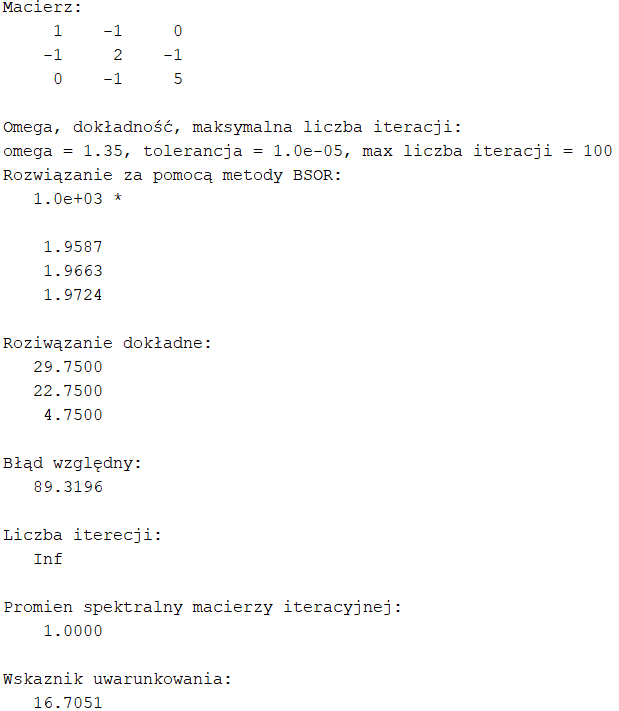 Macierz:
1 -1 0
-1 2 -1
0 -1 5
Omega, dokładność, maksymalna liczba iteracji:
omega = 1.35, tolerancja = 1.0e-05, max liczba iteracji = 100
Rozwiązanie za pomocą metody BSOR:
1.0e+03 *
1.9587
1.9663
1.9724
Roziwązanie dokładne:
29.7500
22.7500
4.7500
Błąd względny:
89.3196
Liczba iterecji:
Inf
Promien spektralny macierzy iteracyjnej:
1.0000
Wskaznik uwarunkowania:
16.7051